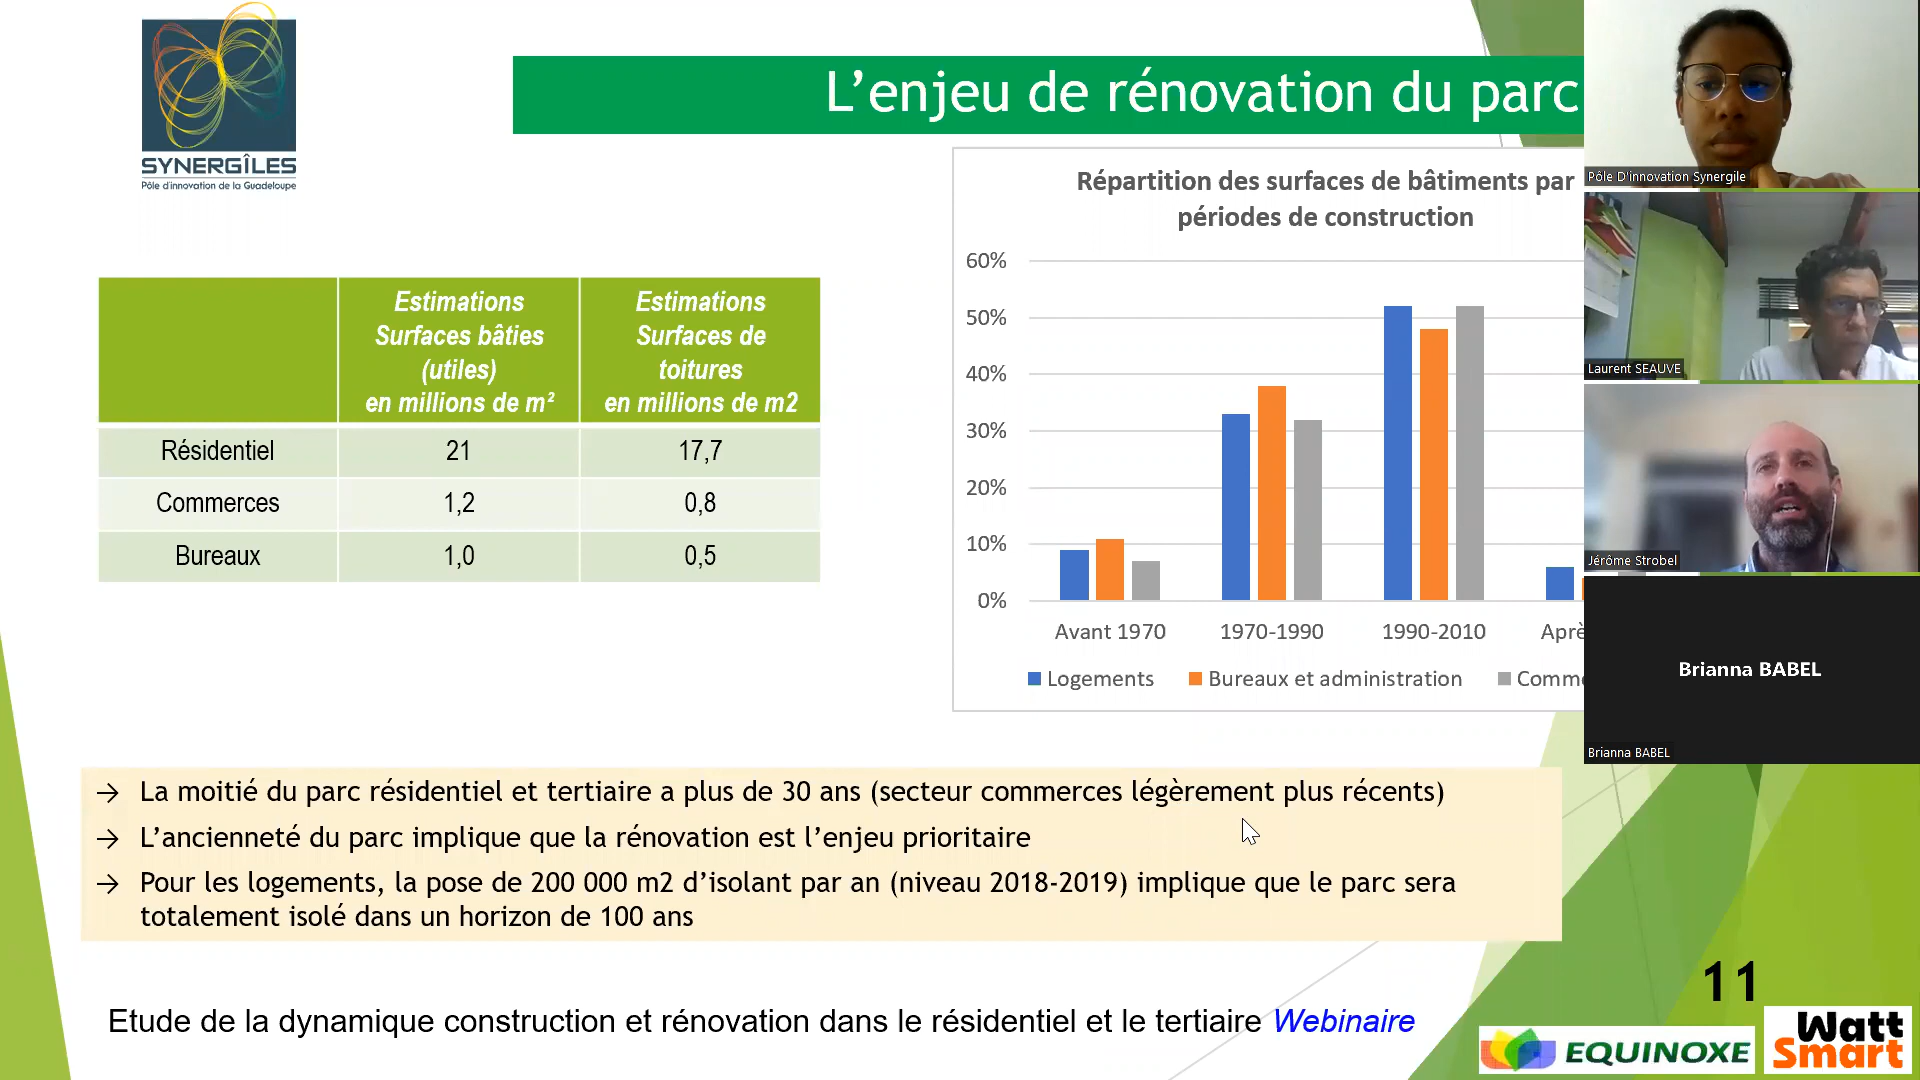 SYNERGÎLES
Pôle d'innovation de la Guadeloupe
L'enjeu de rénovation du parc
Estimations
Surfaces bâties
(utiles)
en millions de m²
Estimations
Surfaces de
toitures
en millions de m2
Résidentiel 21 17,7
Commerces 1,2 0,8
Bureaux 1,0 0,5
Répartition des surfaces de bâtiments par
périodes de construction
60%
50%
40%
30%
20%
10%
0%
Avant 1970 1970-1990 1990-2010
Logements Bureaux et administration
→ La moitié du parc résidentiel et tertiaire a plus de 30 ans (secteur commerces légèrement plus récents)
→ L'ancienneté du parc implique que la rénovation est l'enjeu prioritaire
→ Pour les logements, la pose de 200 000 m2 d'isolant par an (niveau 2018-2019) implique que le parc sera
totalement isolé dans un horizon de 100 ans
Etude de la dynamique construction et rénovation dans le résidentiel et le tertiaire Webinaire
11
EQUINOXE
Watt
Smart
Pôle D'innovation Synergile
Laurent SEAUVE
Jérôme Strobel
Brianna BABEL
Brianna BABEL